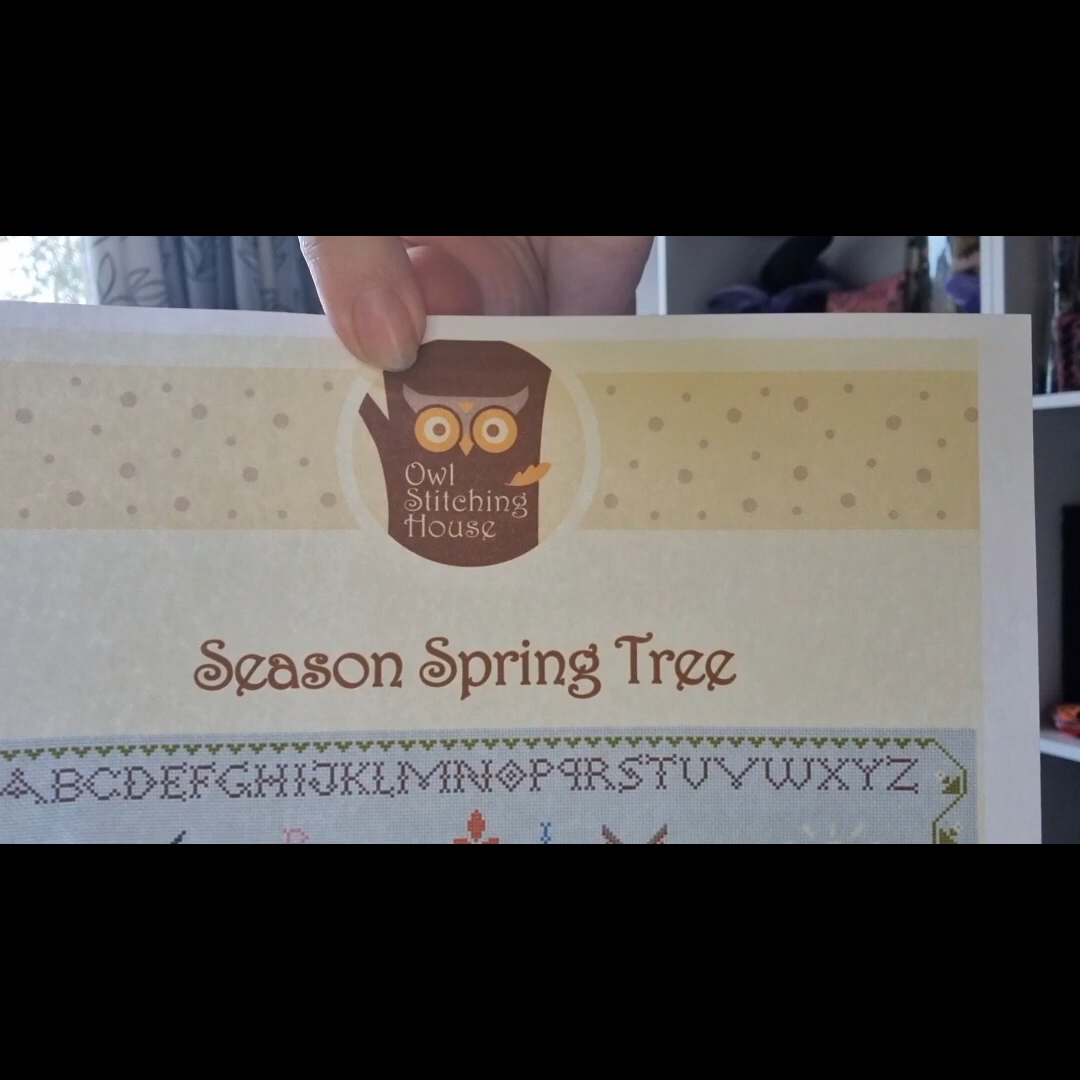 Owl
Stitching
House
Season Spring Tree
ABCDEFGHIJKLMNOPQRSTUVWXYZ